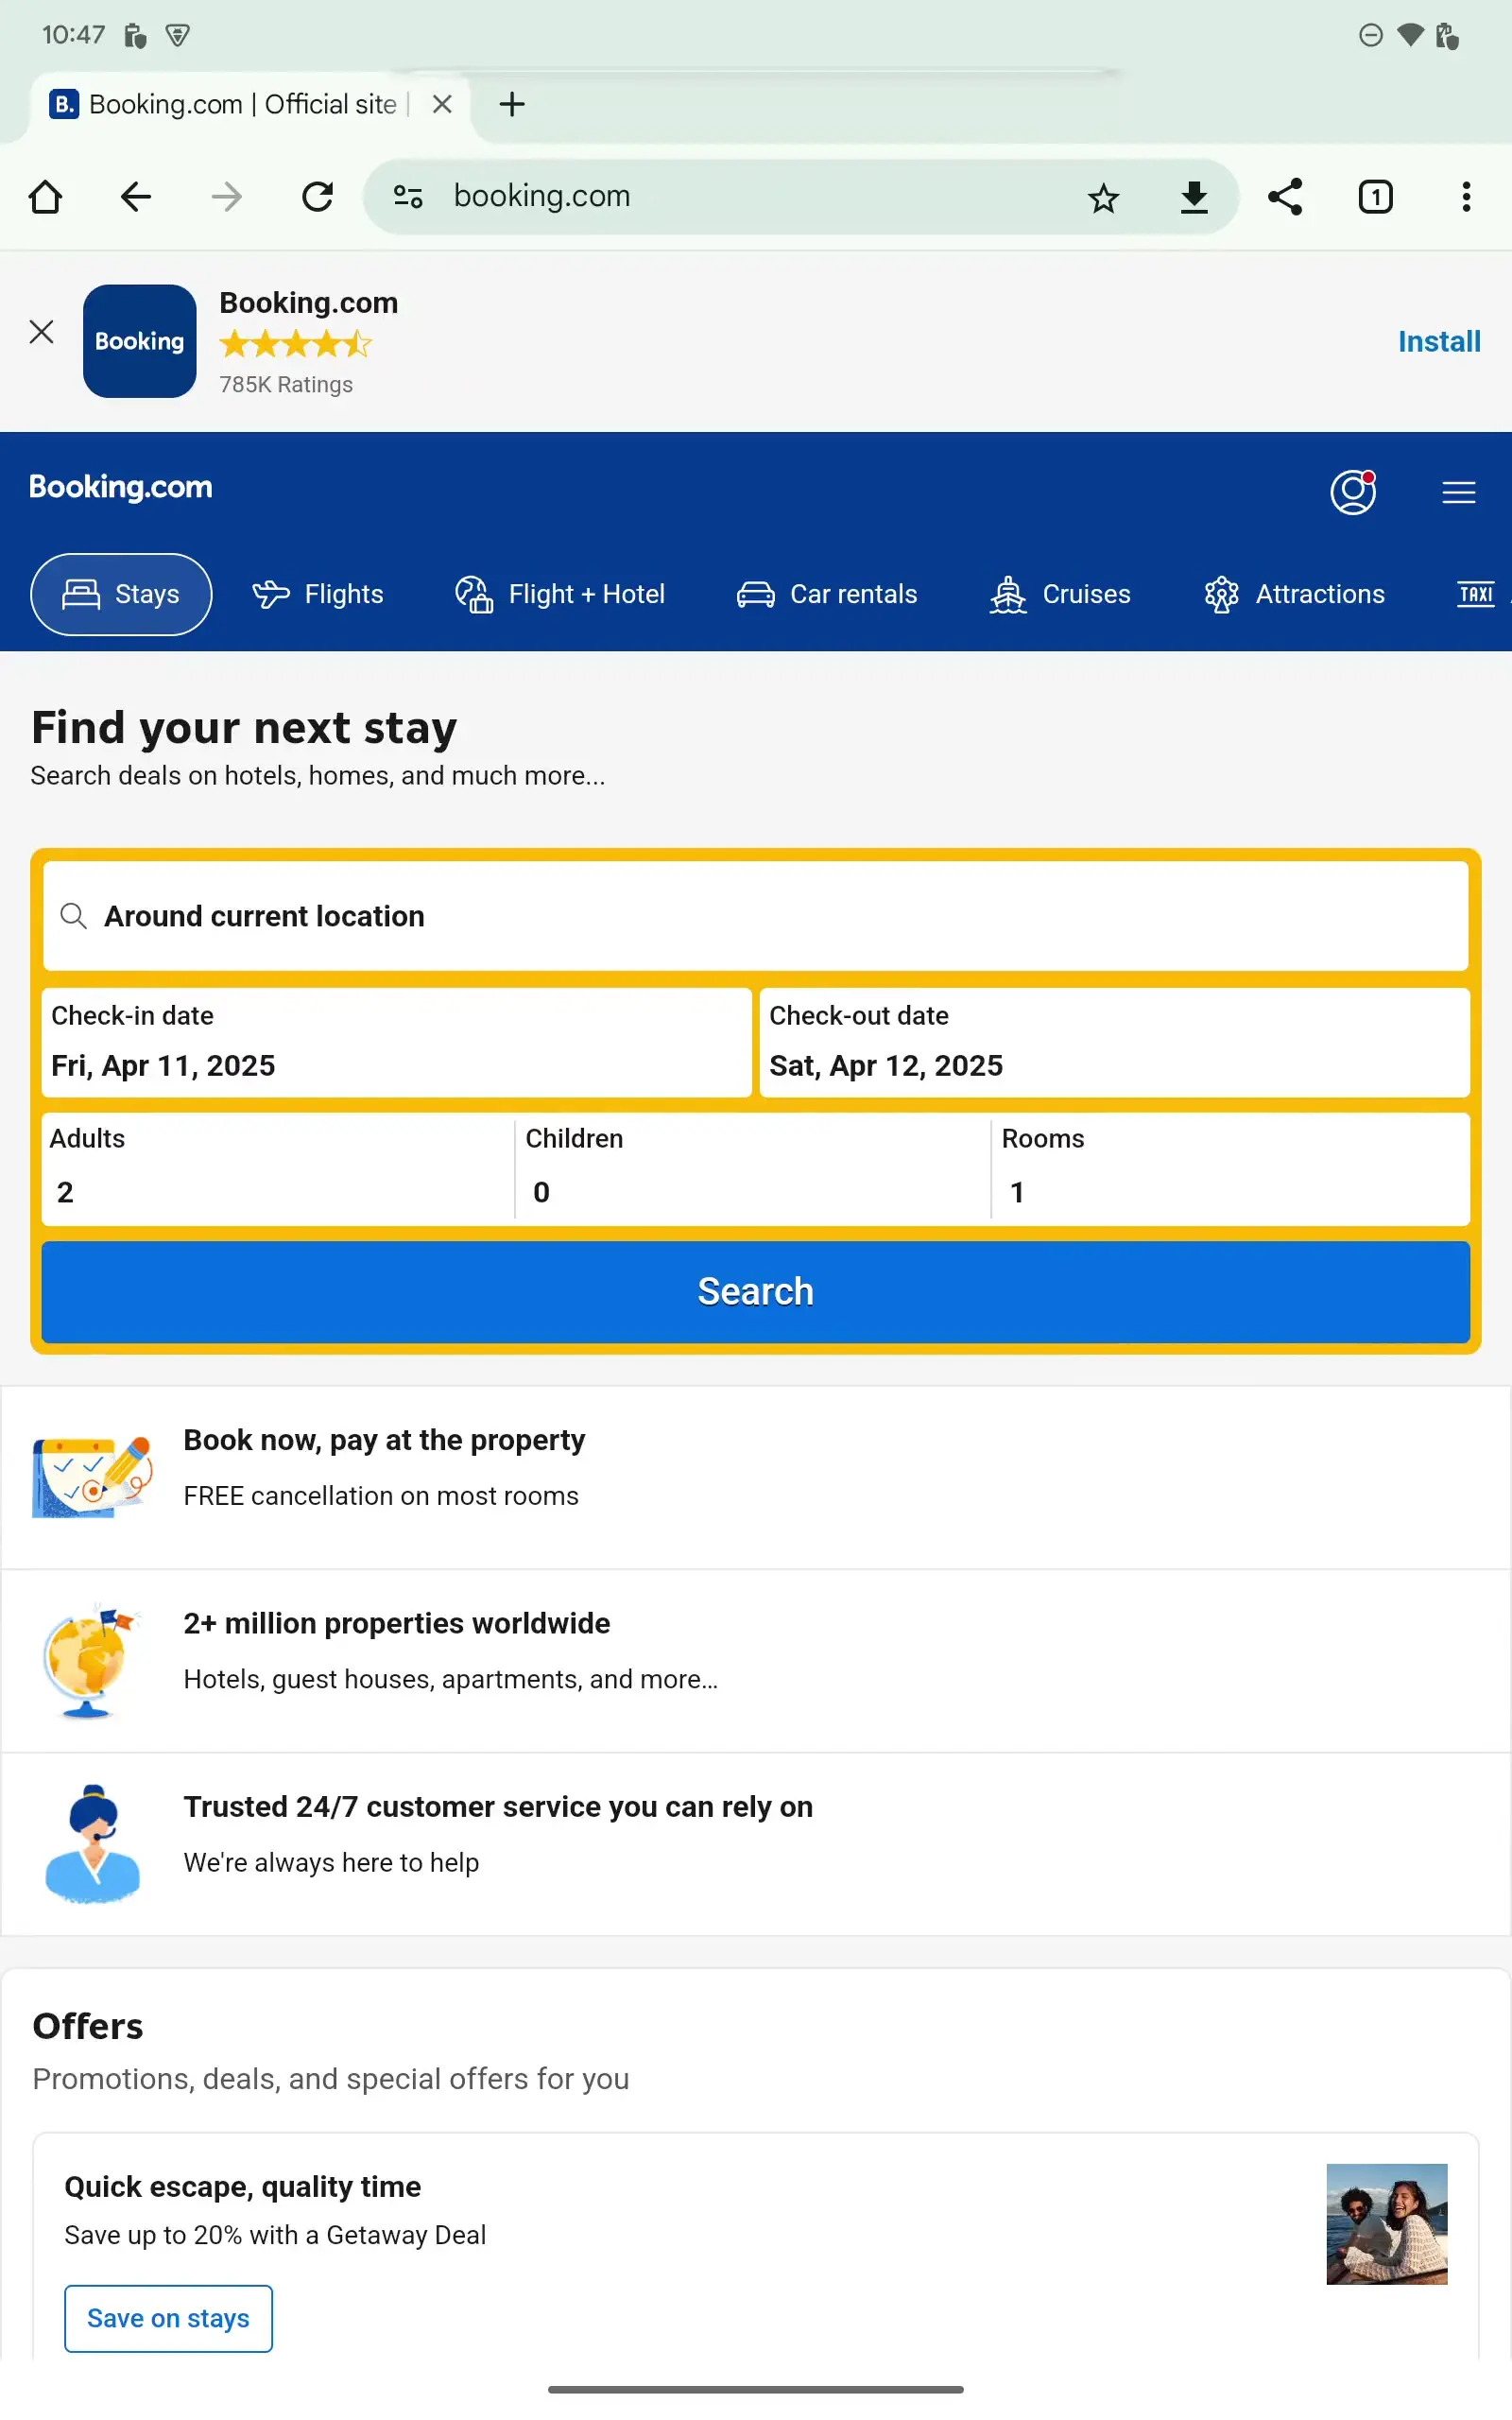 10:47
B. Booking.com | Official site |
booking.com
1
Booking
Booking.com
785K Ratings
Install
Booking.com
Stays
Flights
Flight + Hotel
Car rentals
Cruises
Attractions
TAXI
Find your next stay
Search deals on hotels, homes, and much more...
Around current location
Check-in date
Fri, Apr 11, 2025
Check-out date
Sat, Apr 12, 2025
Adults
2
Children
0
Rooms
1
Search
Book now, pay at the property
FREE cancellation on most rooms
2+ million properties worldwide
Hotels, guest houses, apartments, and more…
Trusted 24/7 customer service you can rely on
We're always here to help
Offers
Promotions, deals, and special offers for you
Quick escape, quality time
Save up to 20% with a Getaway Deal
Save on stays